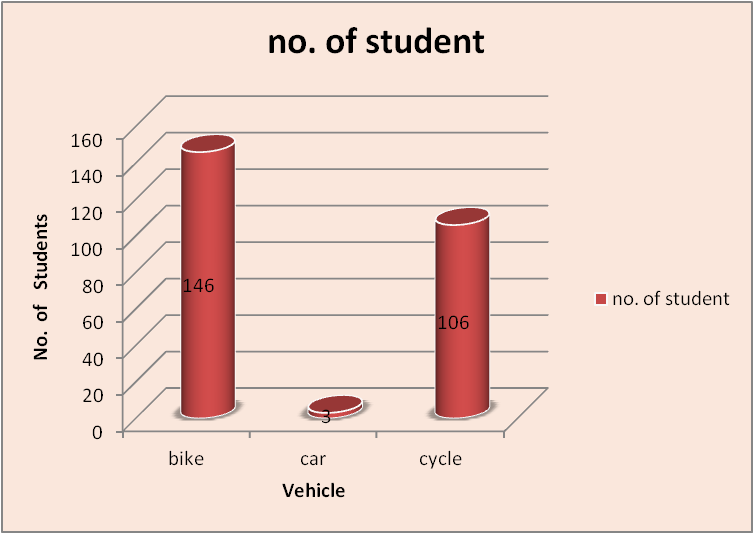 no. of student
160
140
120
100
80
60
40
20
0
No. of Students
146
3
106
bike car cycle
Vehicle
no. of student